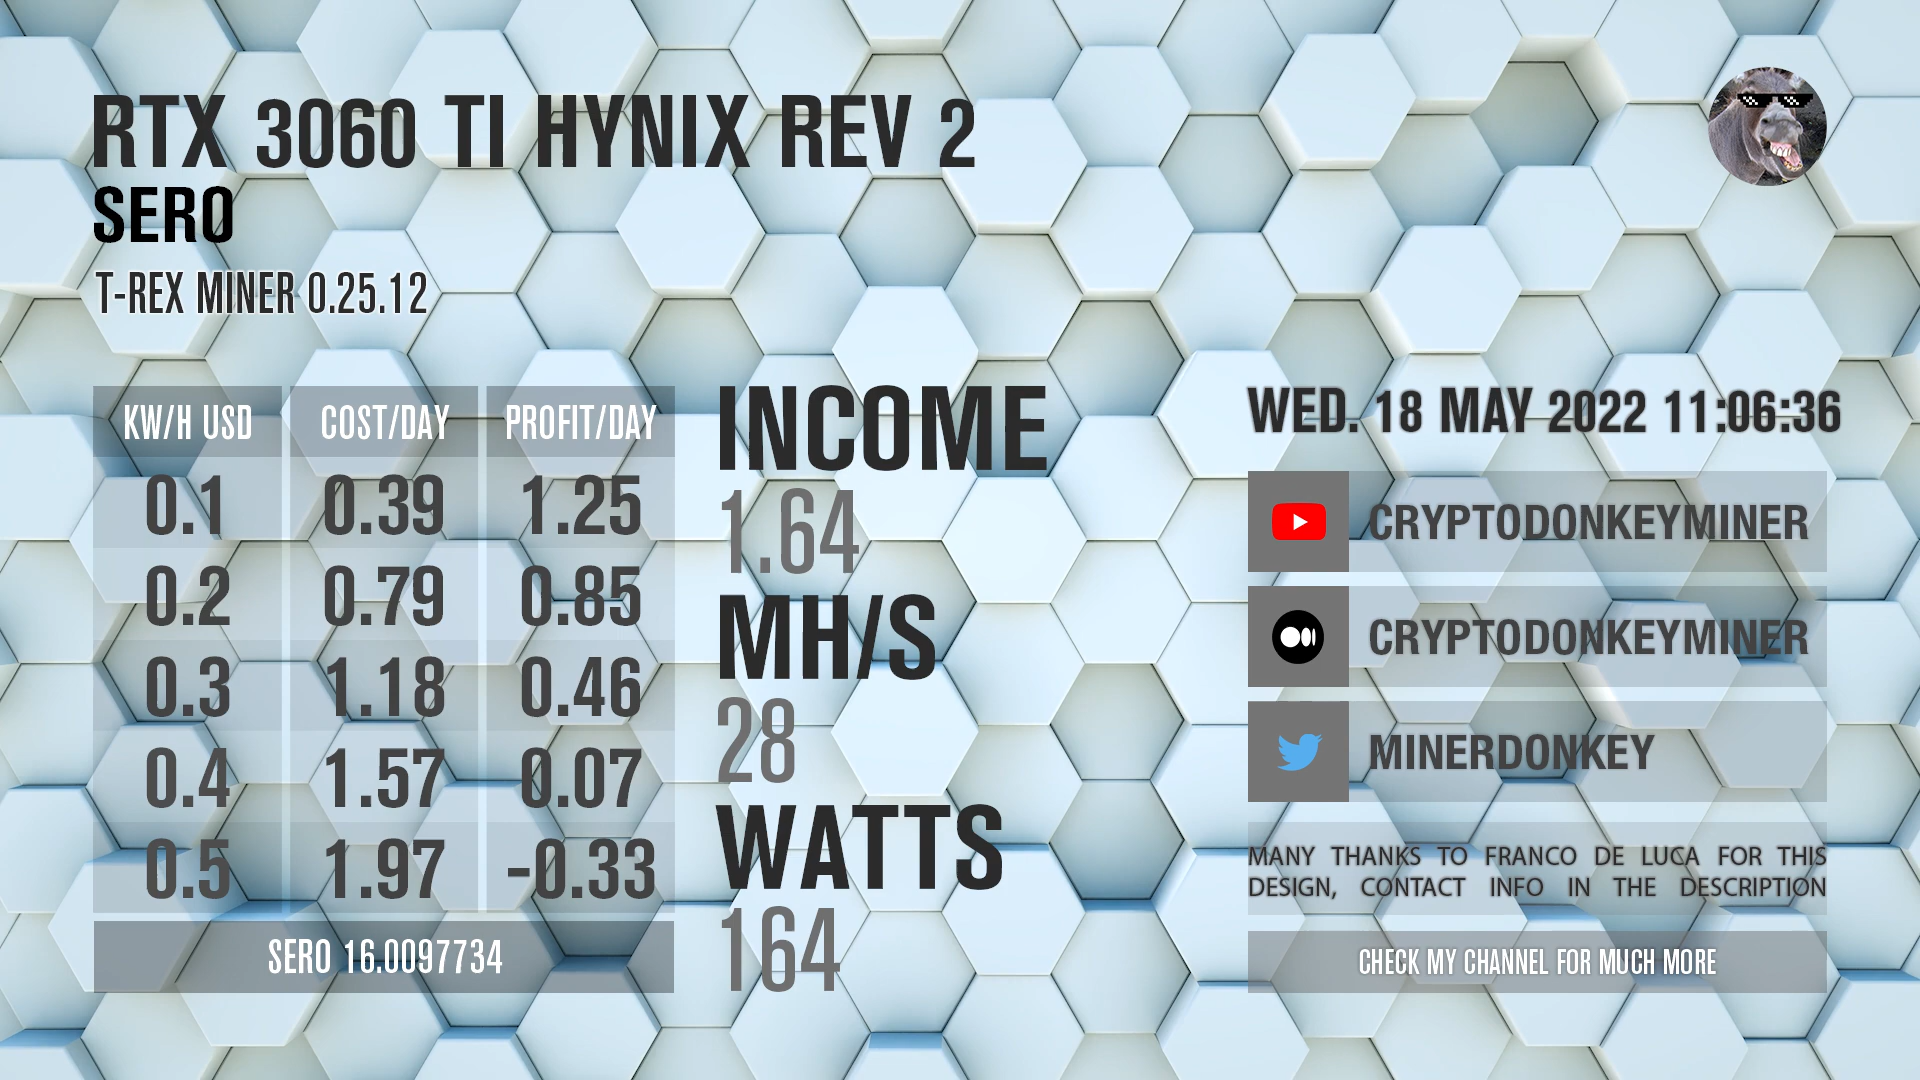 RTX 3060 TI HYNIX REV 2
SERO
T-REX MINER 0.25.12
KW/H USD COST/DAY PROFIT/DAY
0.1 0.39 1.25
0.2 0.79 0.85
0.3 1.18 0.46
0.4 1.57 0.07
0.5 1.97 -0.33
SERO 16.0097734
INCOME
1.64
MH/S
28
WATTS
164
WED. 18 MAY 2022 11:06:36
CRYPTODONKEYMINER
CRYPTODONKEYMINER
MINERDONKEY
MANY THANKS TO FRANCO DE LUCA FOR THIS
DESIGN, CONTACT INFO IN THE DESCRIPTION
CHECK MY CHANNEL FOR MUCH MORE